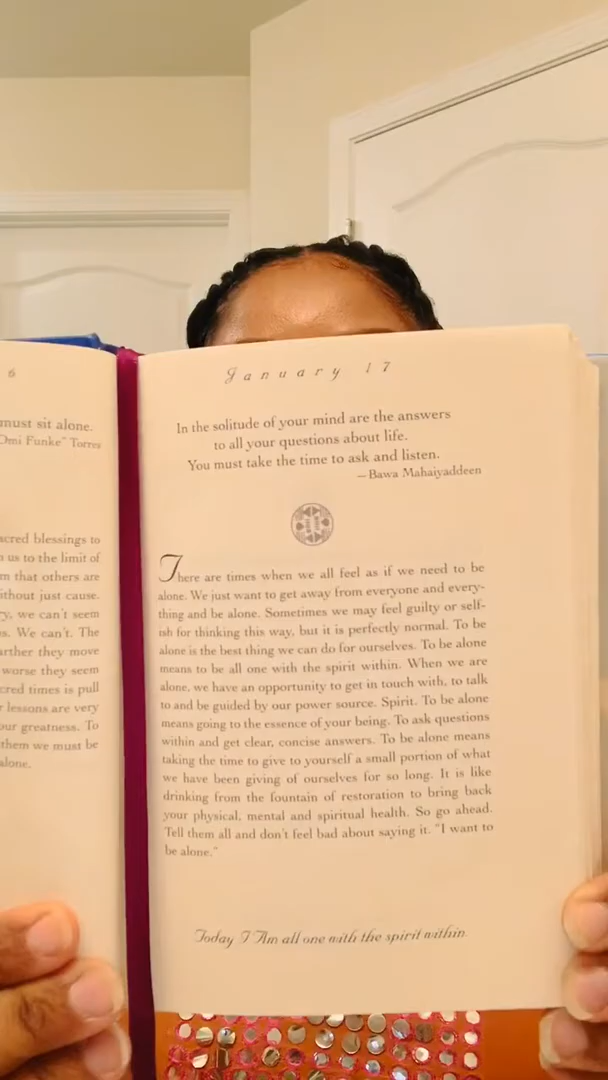 6
must sit alone.
Omi Funke" Torres
sacred blessings to
us to the limit of
m that others are
ithout just cause.
ry, we can't seem
s. We can't. The
arther they move
worse they seem
cred times is pull
r lessons are very
our greatness. To
them we must be
alone.
January 17
In the solitude of your mind are the answers
to all your questions about life.
You must take the time to ask and listen.
—Bawa Mahaiyaddeen
There are times when we all feel as if we need to be
alone. We just want to get away from everyone and every-
thing and be alone. Sometimes we may feel guilty or self-
ish for thinking this way, but it is perfectly normal. To be
alone is the best thing we can do for ourselves. To be alone
means to be all one with the spirit within. When we are
alone, we have an opportunity to get in touch with, to talk
to and be guided by our power source. Spirit. To be alone
means going to the essence of your being. To ask questions
within and get clear, concise answers. To be alone means
taking the time to give to yourself a small portion of what
we have been giving of ourselves for so long. It is like
drinking from the fountain of restoration to bring back
your physical, mental and spiritual health. So go ahead.
Tell them all and don't feel bad about saying it. "I want to
be alone."
Today I Am all one with the spirit within